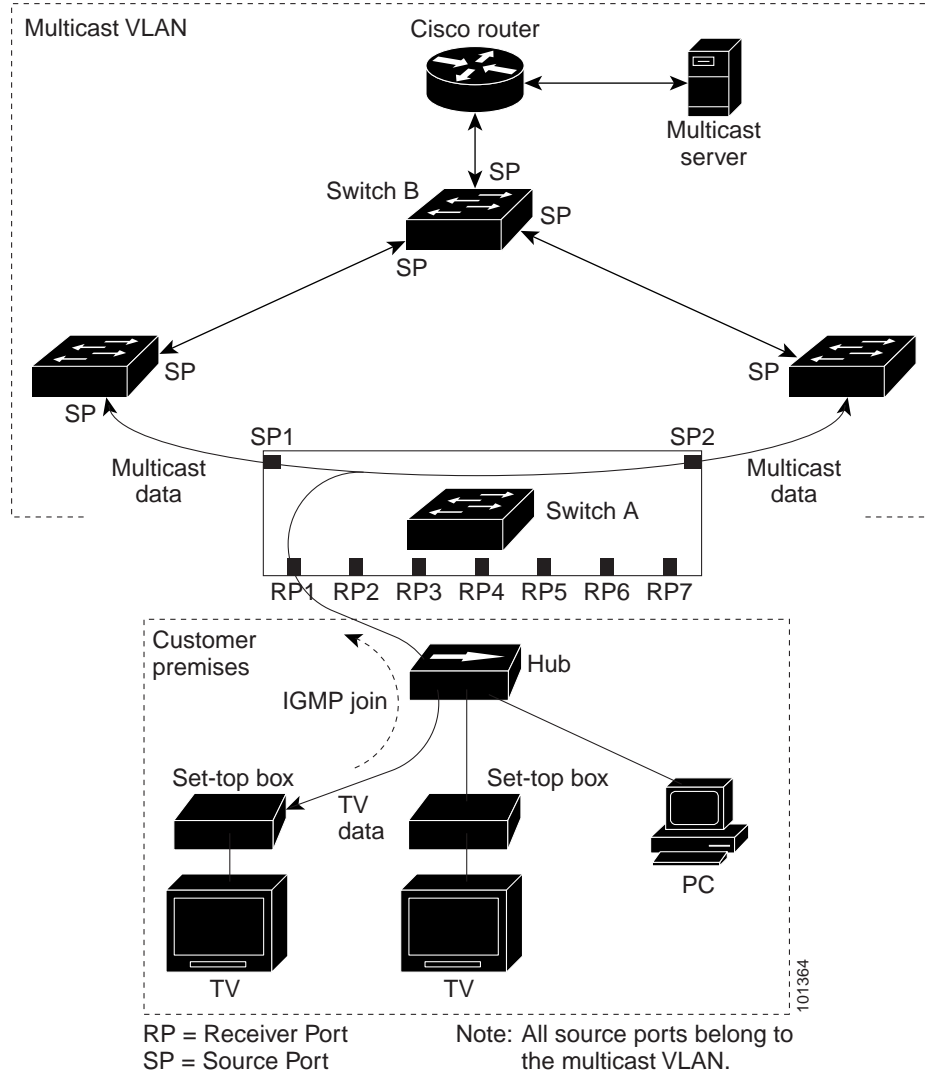 Multicast VLAN
Cisco router
Multicast
server
SP
Switch B
SP
SP
SP
SP
SP
SP1
SP2
Multicast
data
Multicast
data
Switch A
RP1 RP2 RP3 RP4 RP5 RP6 RP7
Customer
premises
Hub
IGMP join
Set-top box
Set-top box
TV
data
PC
TV
TV
101364
RP = Receiver Port
SP = Source Port
Note: All source ports belong to
the multicast VLAN.